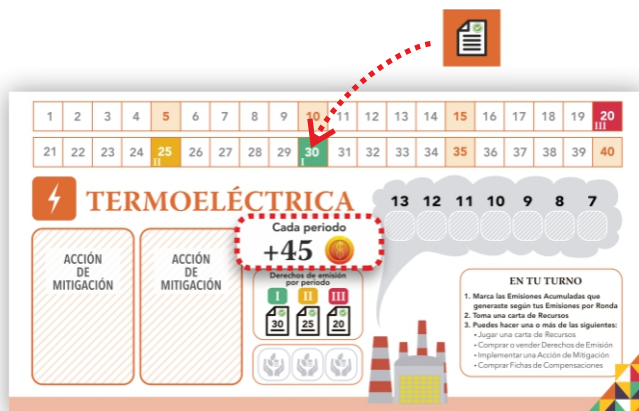 1 2 3 4 5 6 7 8 9 10 11 12 13 14 15 16 17 18 19 20
III
21 22 23 24 25 26 27 28 29 30 31 32 33 34 35 36 37 38 39 40
II I
TERMOELÉCTRICA
13 12 11 10 9 8 7
Cada periodo
+45
ACCIÓN
DE
MITIGACIÓN
ACCIÓN
DE
MITIGACIÓN
Derechos de emisión
por periodo
I II III
30 25 20
EN TU TURNO
1. Marca las Emisiones Acumuladas que
generaste según tus Emisiones por Ronda
2. Toma una carta de Recursos
3. Puedes hacer una o más de las siguientes:
• Jugar una carta de Recursos
• Comprar o vender Derechos de Emisión
• Implementar una Acción de Mitigación
• Comprar Fichas de Compensaciones